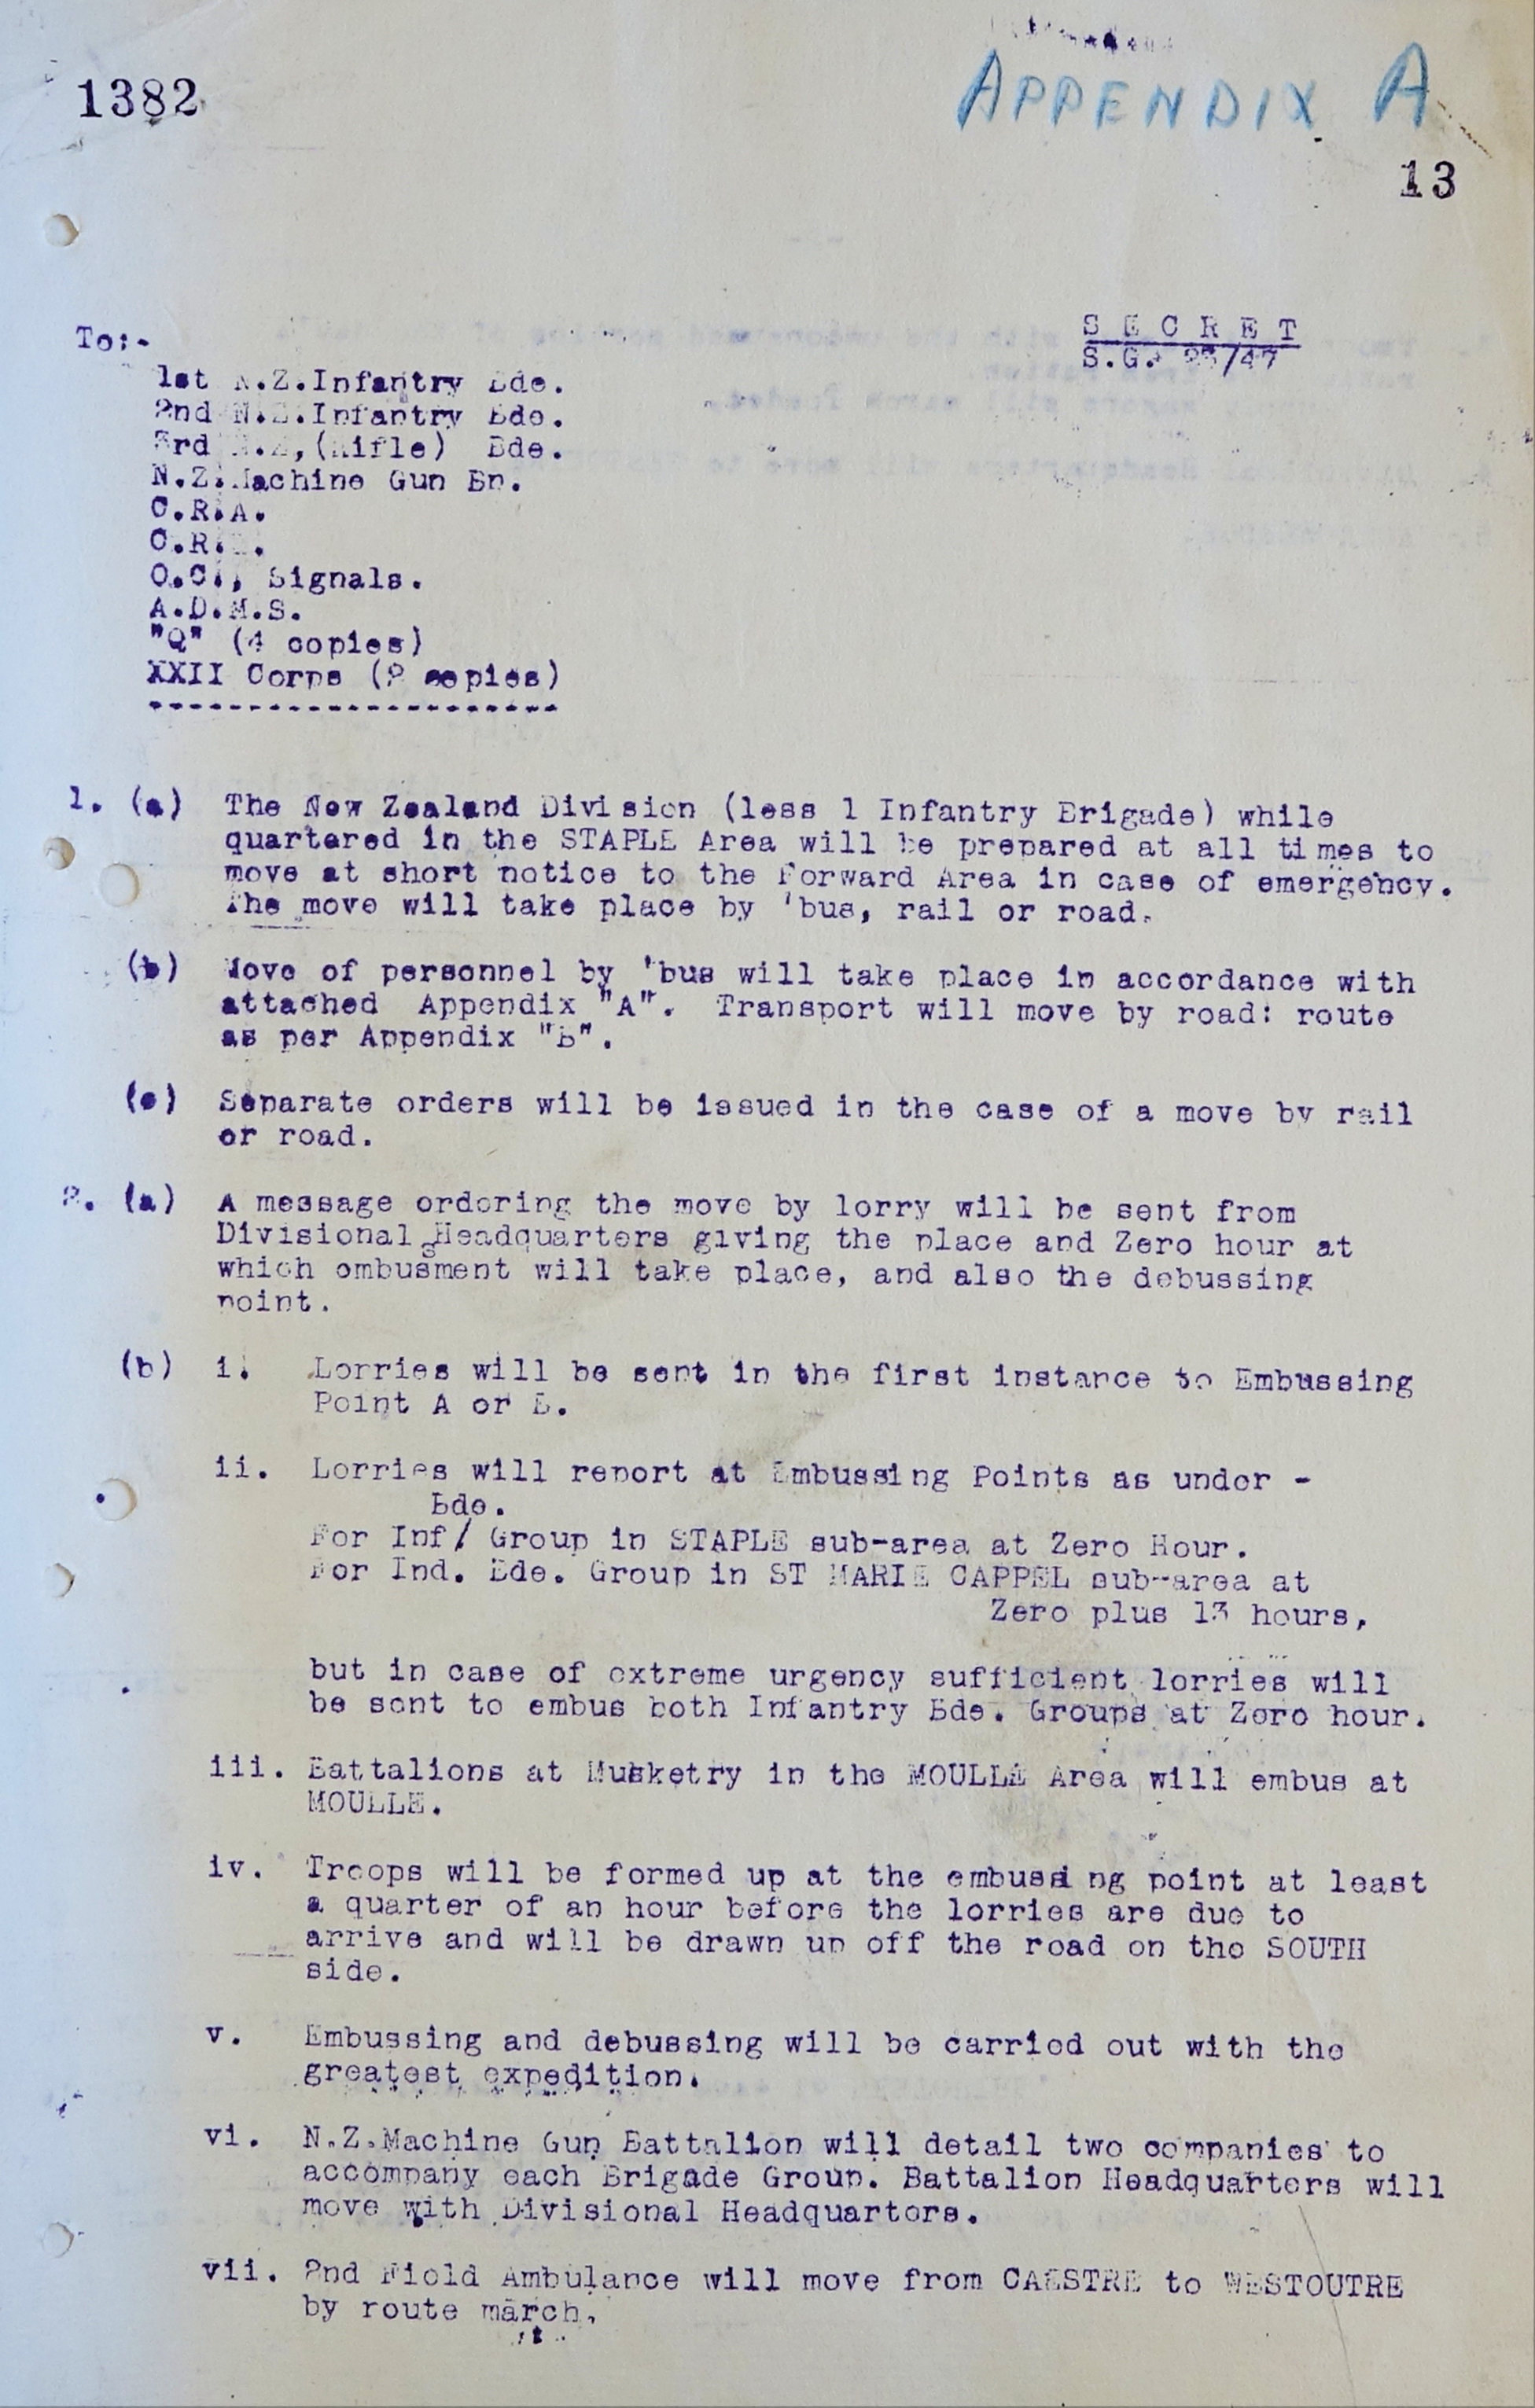 1382
APPENDIX A
13
SECRET
S.G. /47
To:-
1st N.Z.Infantry Bde.
2nd N.Z.Infantry Bde.
3rd N.Z,(Rifle) Bde.
N.Z.Machine Gun Bn.
C.R.A.
C.R.E.
O.C., Signals.
A.D.M.S.
"Q" (4 copies)
XXII Corps (2 copies)
---------------------
1. (a) The New Zealand Division (less 1 Infantry Brigade) while
quartered in the STAPLE Area will be prepared at all times to
move at short notice to the Forward Area in case of emergency.
The move will take place by 'bus, rail or road.
(b) Move of personnel by 'bus will take place in accordance with
attached Appendix "A". Transport will move by road: route
as per Appendix "B".
(c) Separate orders will be issued in the case of a move by rail
or road.
2. (a) A message ordering the move by lorry will be sent from
Divisional Headquarters giving the place and Zero hour at
which embusment will take place, and also the debussing
point.
(b) i. Lorries will be sent in the first instance to Embussing
Point A or B.
ii. Lorries will report at Embussing Points as under -
Bde.
For Inf/ Group in STAPLE sub-area at Zero Hour.
For Ind. Bde. Group in ST MARIE CAPPEL sub-area at
Zero plus 13 hours,
but in case of extreme urgency sufficient lorries will
be sent to embus both Infantry Bde. Groups at Zero hour.
iii. Battalions at Musketry in the MOULLE Area will embus at
MOULLE.
iv. Troops will be formed up at the embussing point at least
a quarter of an hour before the lorries are due to
arrive and will be drawn up off the road on the SOUTH
side.
v. Embussing and debussing will be carried out with the
greatest expedition.
vi. N.Z.Machine Gun Battalion will detail two companies to
accompany each Brigade Group. Battalion Headquarters will
move with Divisional Headquarters.
vii. 2nd Field Ambulance will move from CAESTRE to WESTOUTRE
by route march.